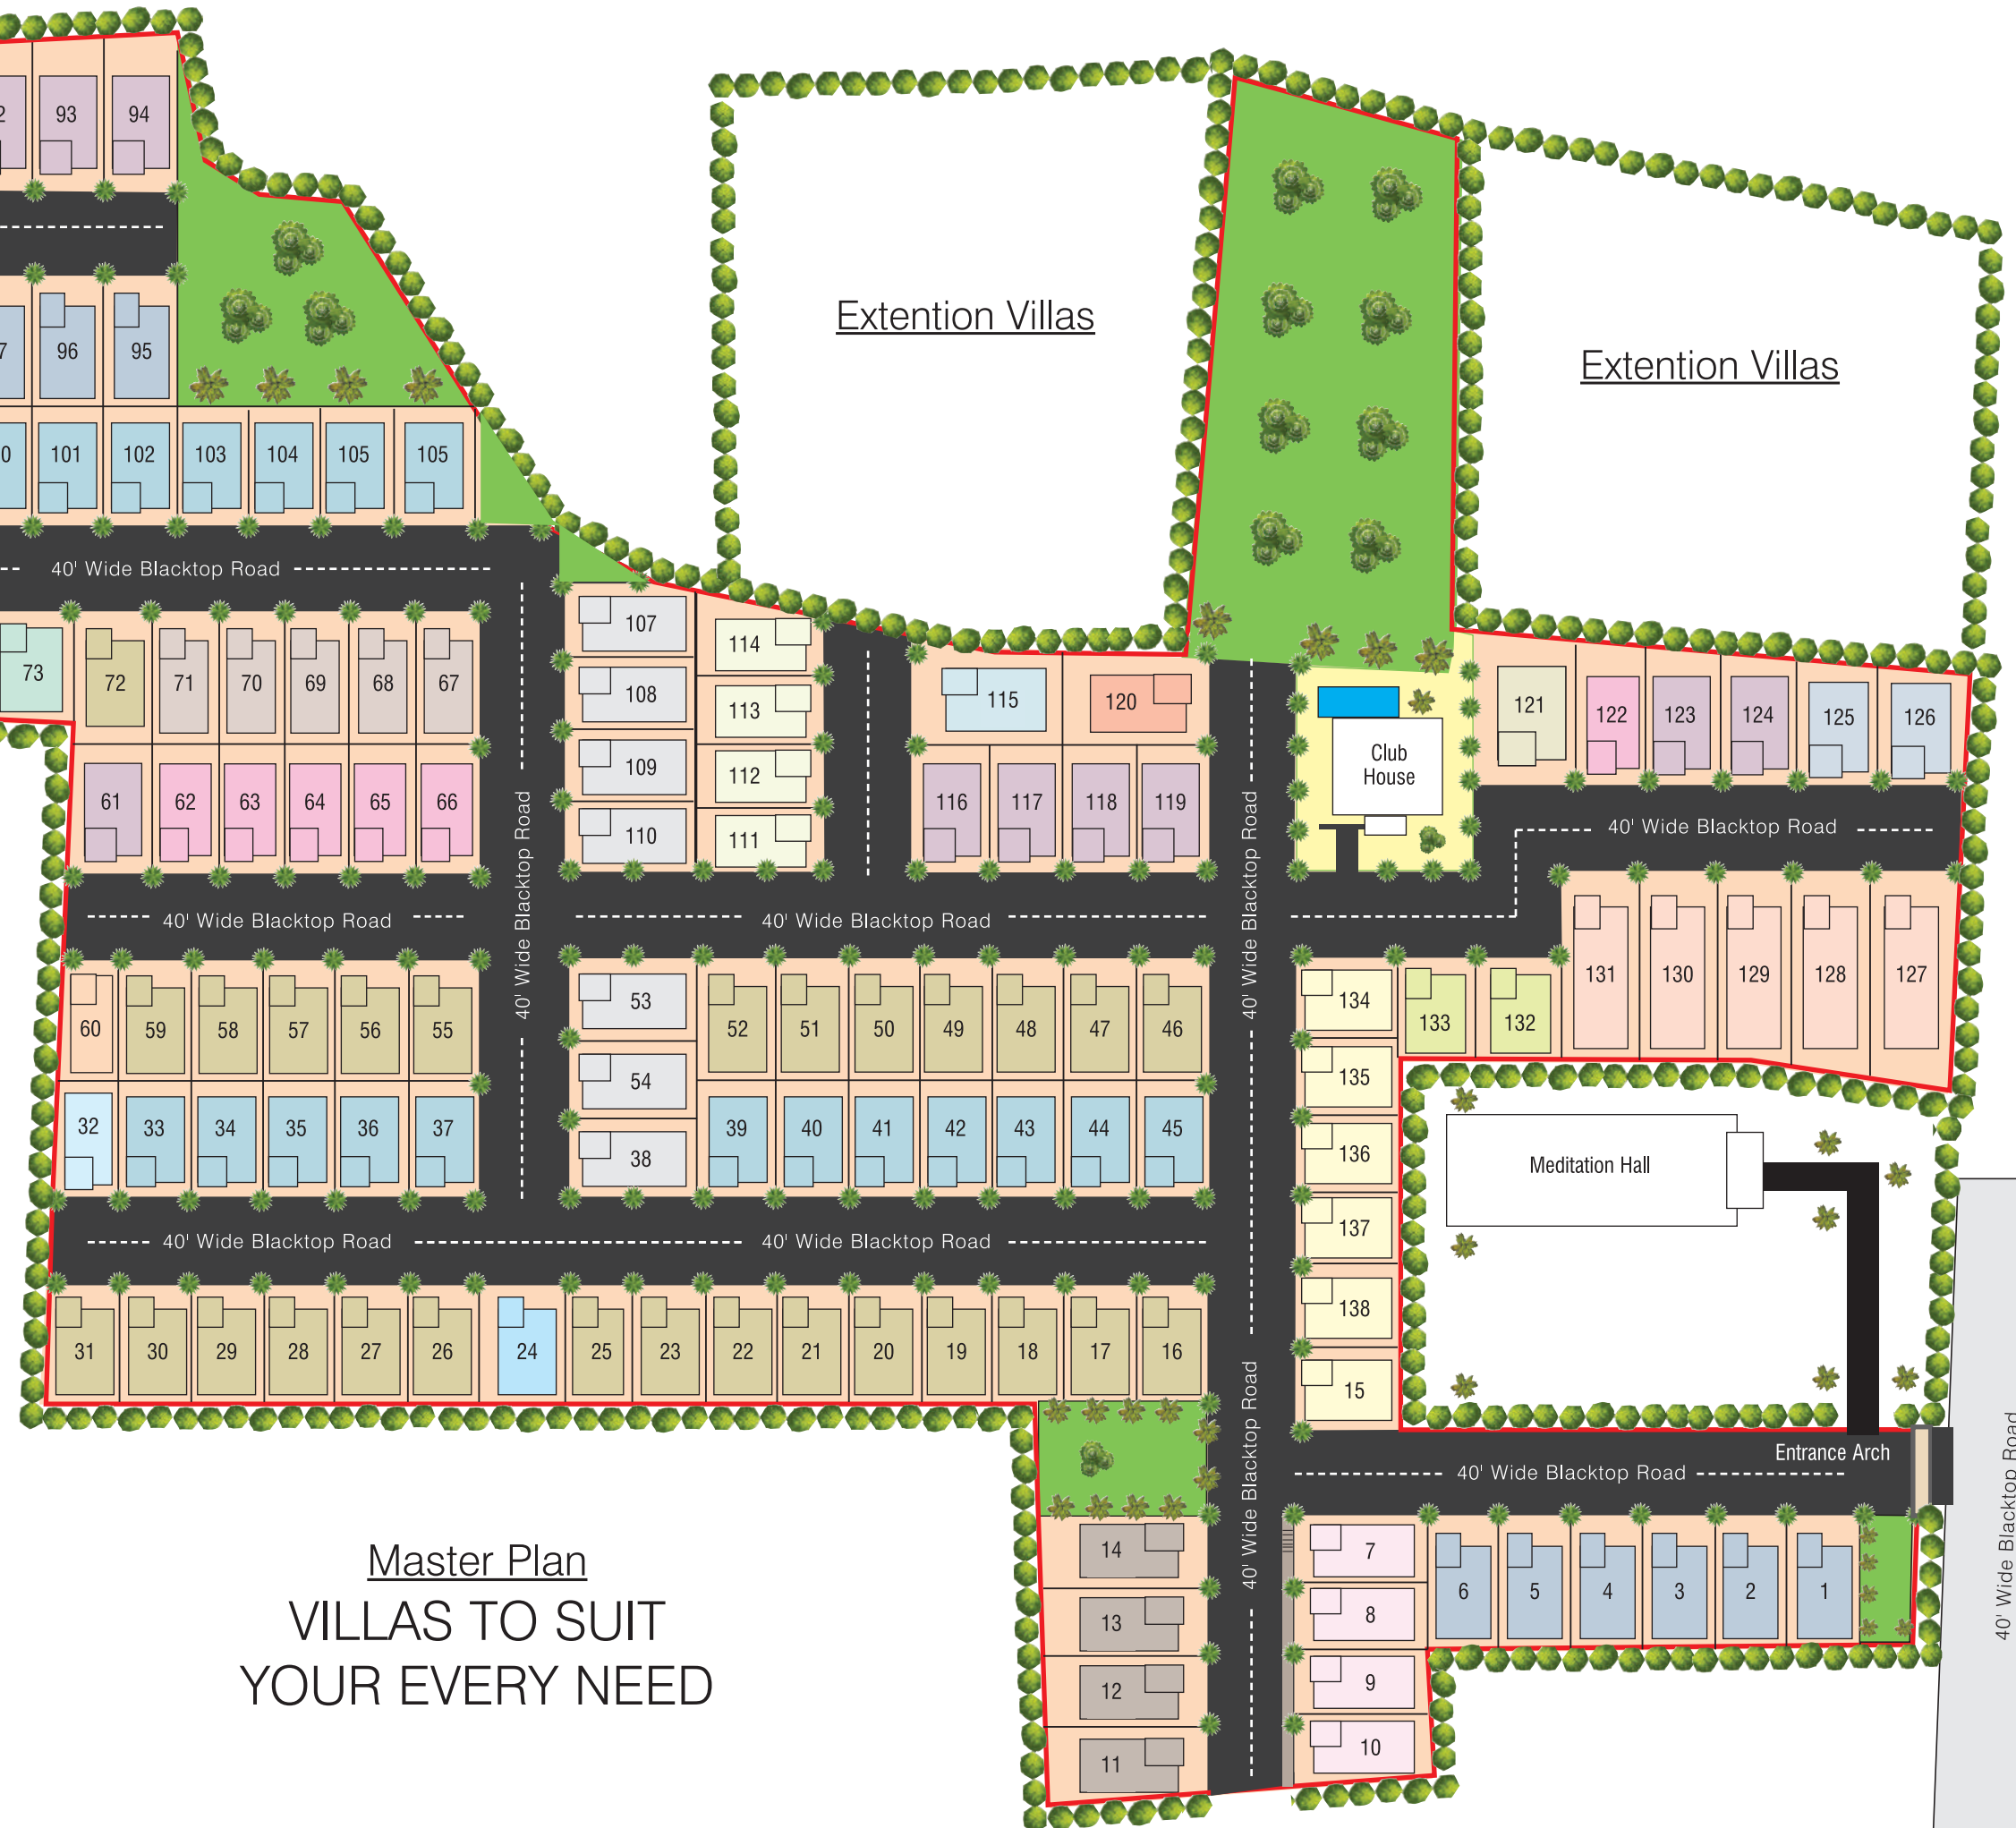 2 93 94
7 96 95
0 101 102 103 104 105 105
Extention Villas
Extention Villas
40' Wide Blacktop Road
73 72 71 70 69 68 67
61 62 63 64 65 66
40' Wide Blacktop Road
107
108
109
110
114
113
112
111
115 120
116 117 118 119
40' Wide Blacktop Road
Club
House
121 122 123 124 125 126
40' Wide Blacktop Road
40' Wide Blacktop Road
40' Wide Blacktop Road
131 130 129 128 127
60 59 58 57 56 55
32 33 34 35 36 37
53
54
38
52 51 50 49 48 47 46
39 40 41 42 43 44 45
134
135
136
137
138
15
133 132
Meditation Hall
40' Wide Blacktop Road
40' Wide Blacktop Road
31 30 29 28 27 26 24 25 23 22 21 20 19 18 17 16
40' Wide Blacktop Road
Entrance Arch
40' Wide Blacktop Road
40' Wide Blacktop Road
14
13
12
11
7
8
9
10
6 5 4 3 2 1
Master Plan
VILLAS TO SUIT
YOUR EVERY NEED